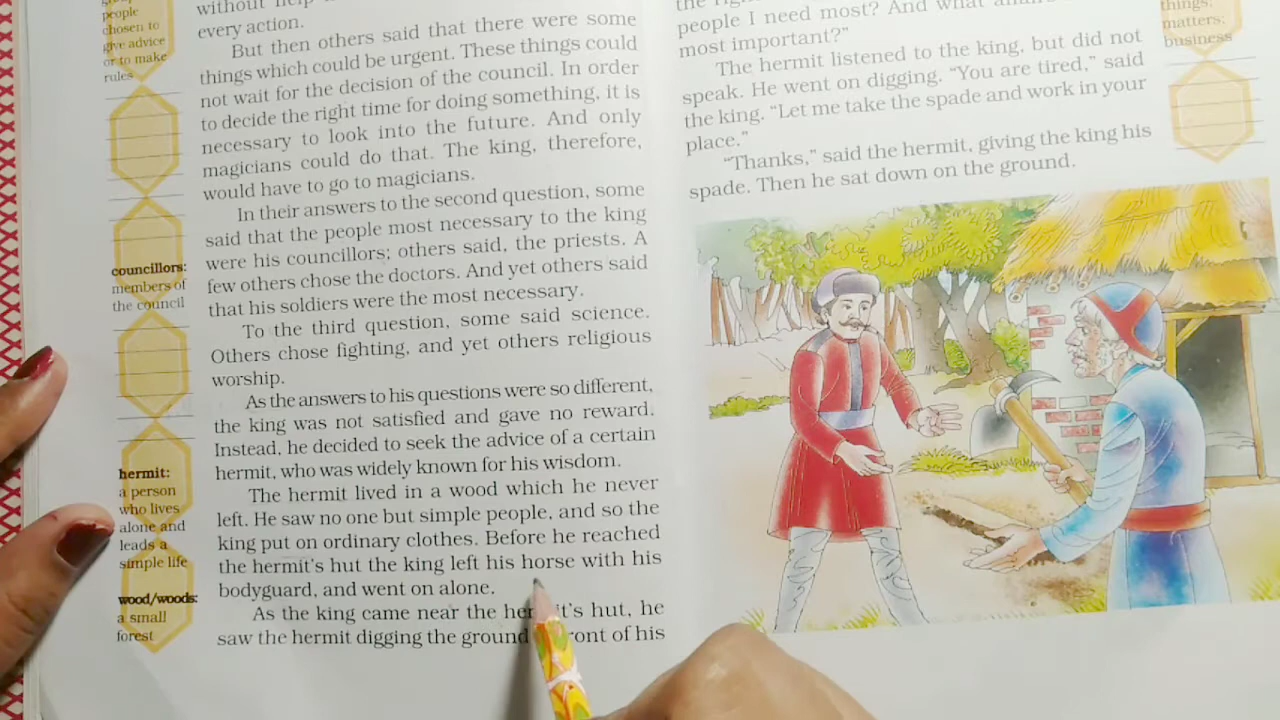 people
chosen to
give advice
or to make
rules
councillors:
members of
the council
hermit:
a person
who lives
alone and
leads a
simple life
wood/woods:
a small
forest
without help
every action.
But then others said that there were some
things which could be urgent. These things could
not wait for the decision of the council. In order
to decide the right time for doing something, it is
necessary to look into the future. And only
magicians could do that. The king, therefore,
would have to go to magicians.
In their answers to the second question, some
said that the people most necessary to the king
were his councillors; others said, the priests. A
few others chose the doctors. And yet others said
that his soldiers were the most necessary.
To the third question, some said science.
Others chose fighting, and yet others religious
worship.
As the answers to his questions were so different,
the king was not satisfied and gave no reward.
Instead, he decided to seek the advice of a certain
hermit, who was widely known for his wisdom.
The hermit lived in a wood which he never
left. He saw no one but simple people, and so the
king put on ordinary clothes. Before he reached
the hermit's hut the king left his horse with his
bodyguard, and went on alone.
As the king came near the hut, he
saw the hermit digging the ground of his
people I need most? And what
most important?"
The hermit listened to the king, but did not
speak. He went on digging. "You are tired," said
the king. "Let me take the spade and work in your
place."
"Thanks," said the hermit, giving the king his
spade. Then he sat down on the ground.
things;
matters;
business